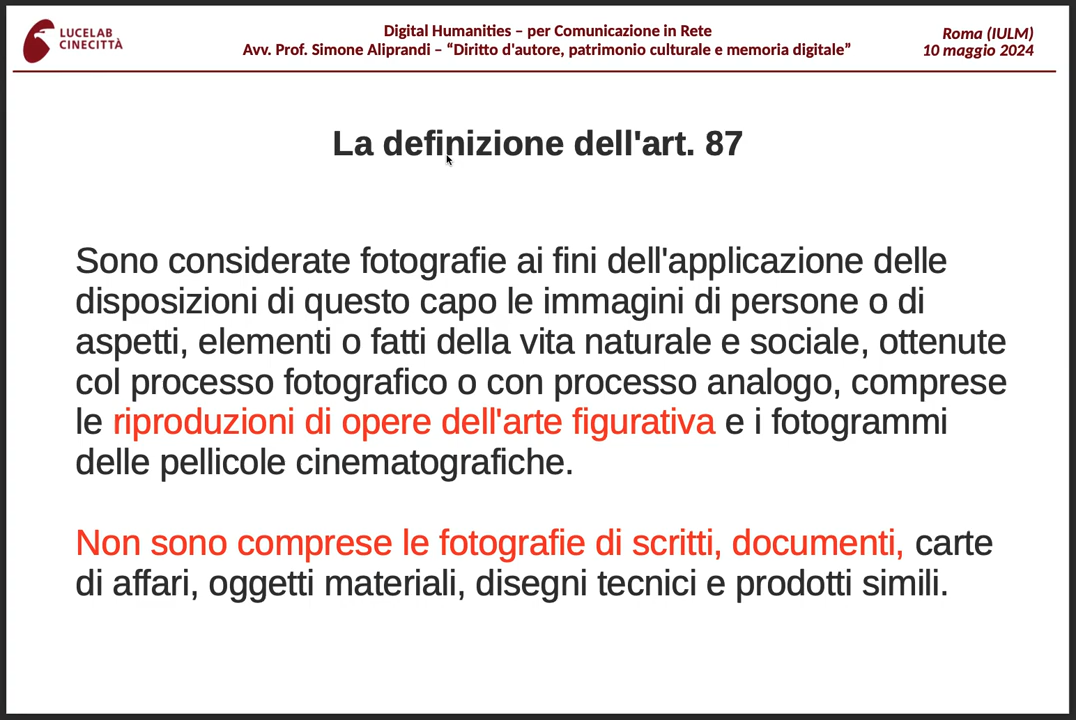 LUCELAB
CINECITTÀ
Digital Humanities – per Comunicazione in Rete
Avv. Prof. Simone Aliprandi – “Diritto d'autore, patrimonio culturale e memoria digitale”
Roma (IULM)
10 maggio 2024
La definizione dell'art. 87
Sono considerate fotografie ai fini dell'applicazione delle
disposizioni di questo capo le immagini di persone o di
aspetti, elementi o fatti della vita naturale e sociale, ottenute
col processo fotografico o con processo analogo, comprese
le riproduzioni di opere dell'arte figurativa e i fotogrammi
delle pellicole cinematografiche.
Non sono comprese le fotografie di scritti, documenti, carte
di affari, oggetti materiali, disegni tecnici e prodotti simili.